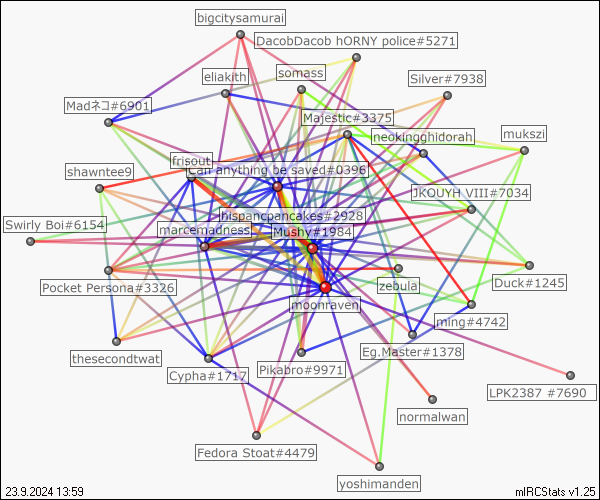 bigcitysamurai
DacobDacob hORNY police#5271
eliakith
somass
Silver#7938
Madネコ#6901
Majestic#3375
neokingghidorah
mukszi
frisout
Can anything be saved#0396
shawntee9
JKQUYH VIII#7034
hispancpancakes#2928
Swirly Boi#6154
marcemadness
Mushy#1984
Pocket Persona#3326
zebula
Duck#1245
moonraven
ming#4742
thesecondtwat
Eg.Master#1378
Cypha#1717
Pikabro#9971
LPK2387 #7690
normalwan
Fedora Stoat#4479
yoshimanden
23.9.2024 13:59
mIRCStats v1.25